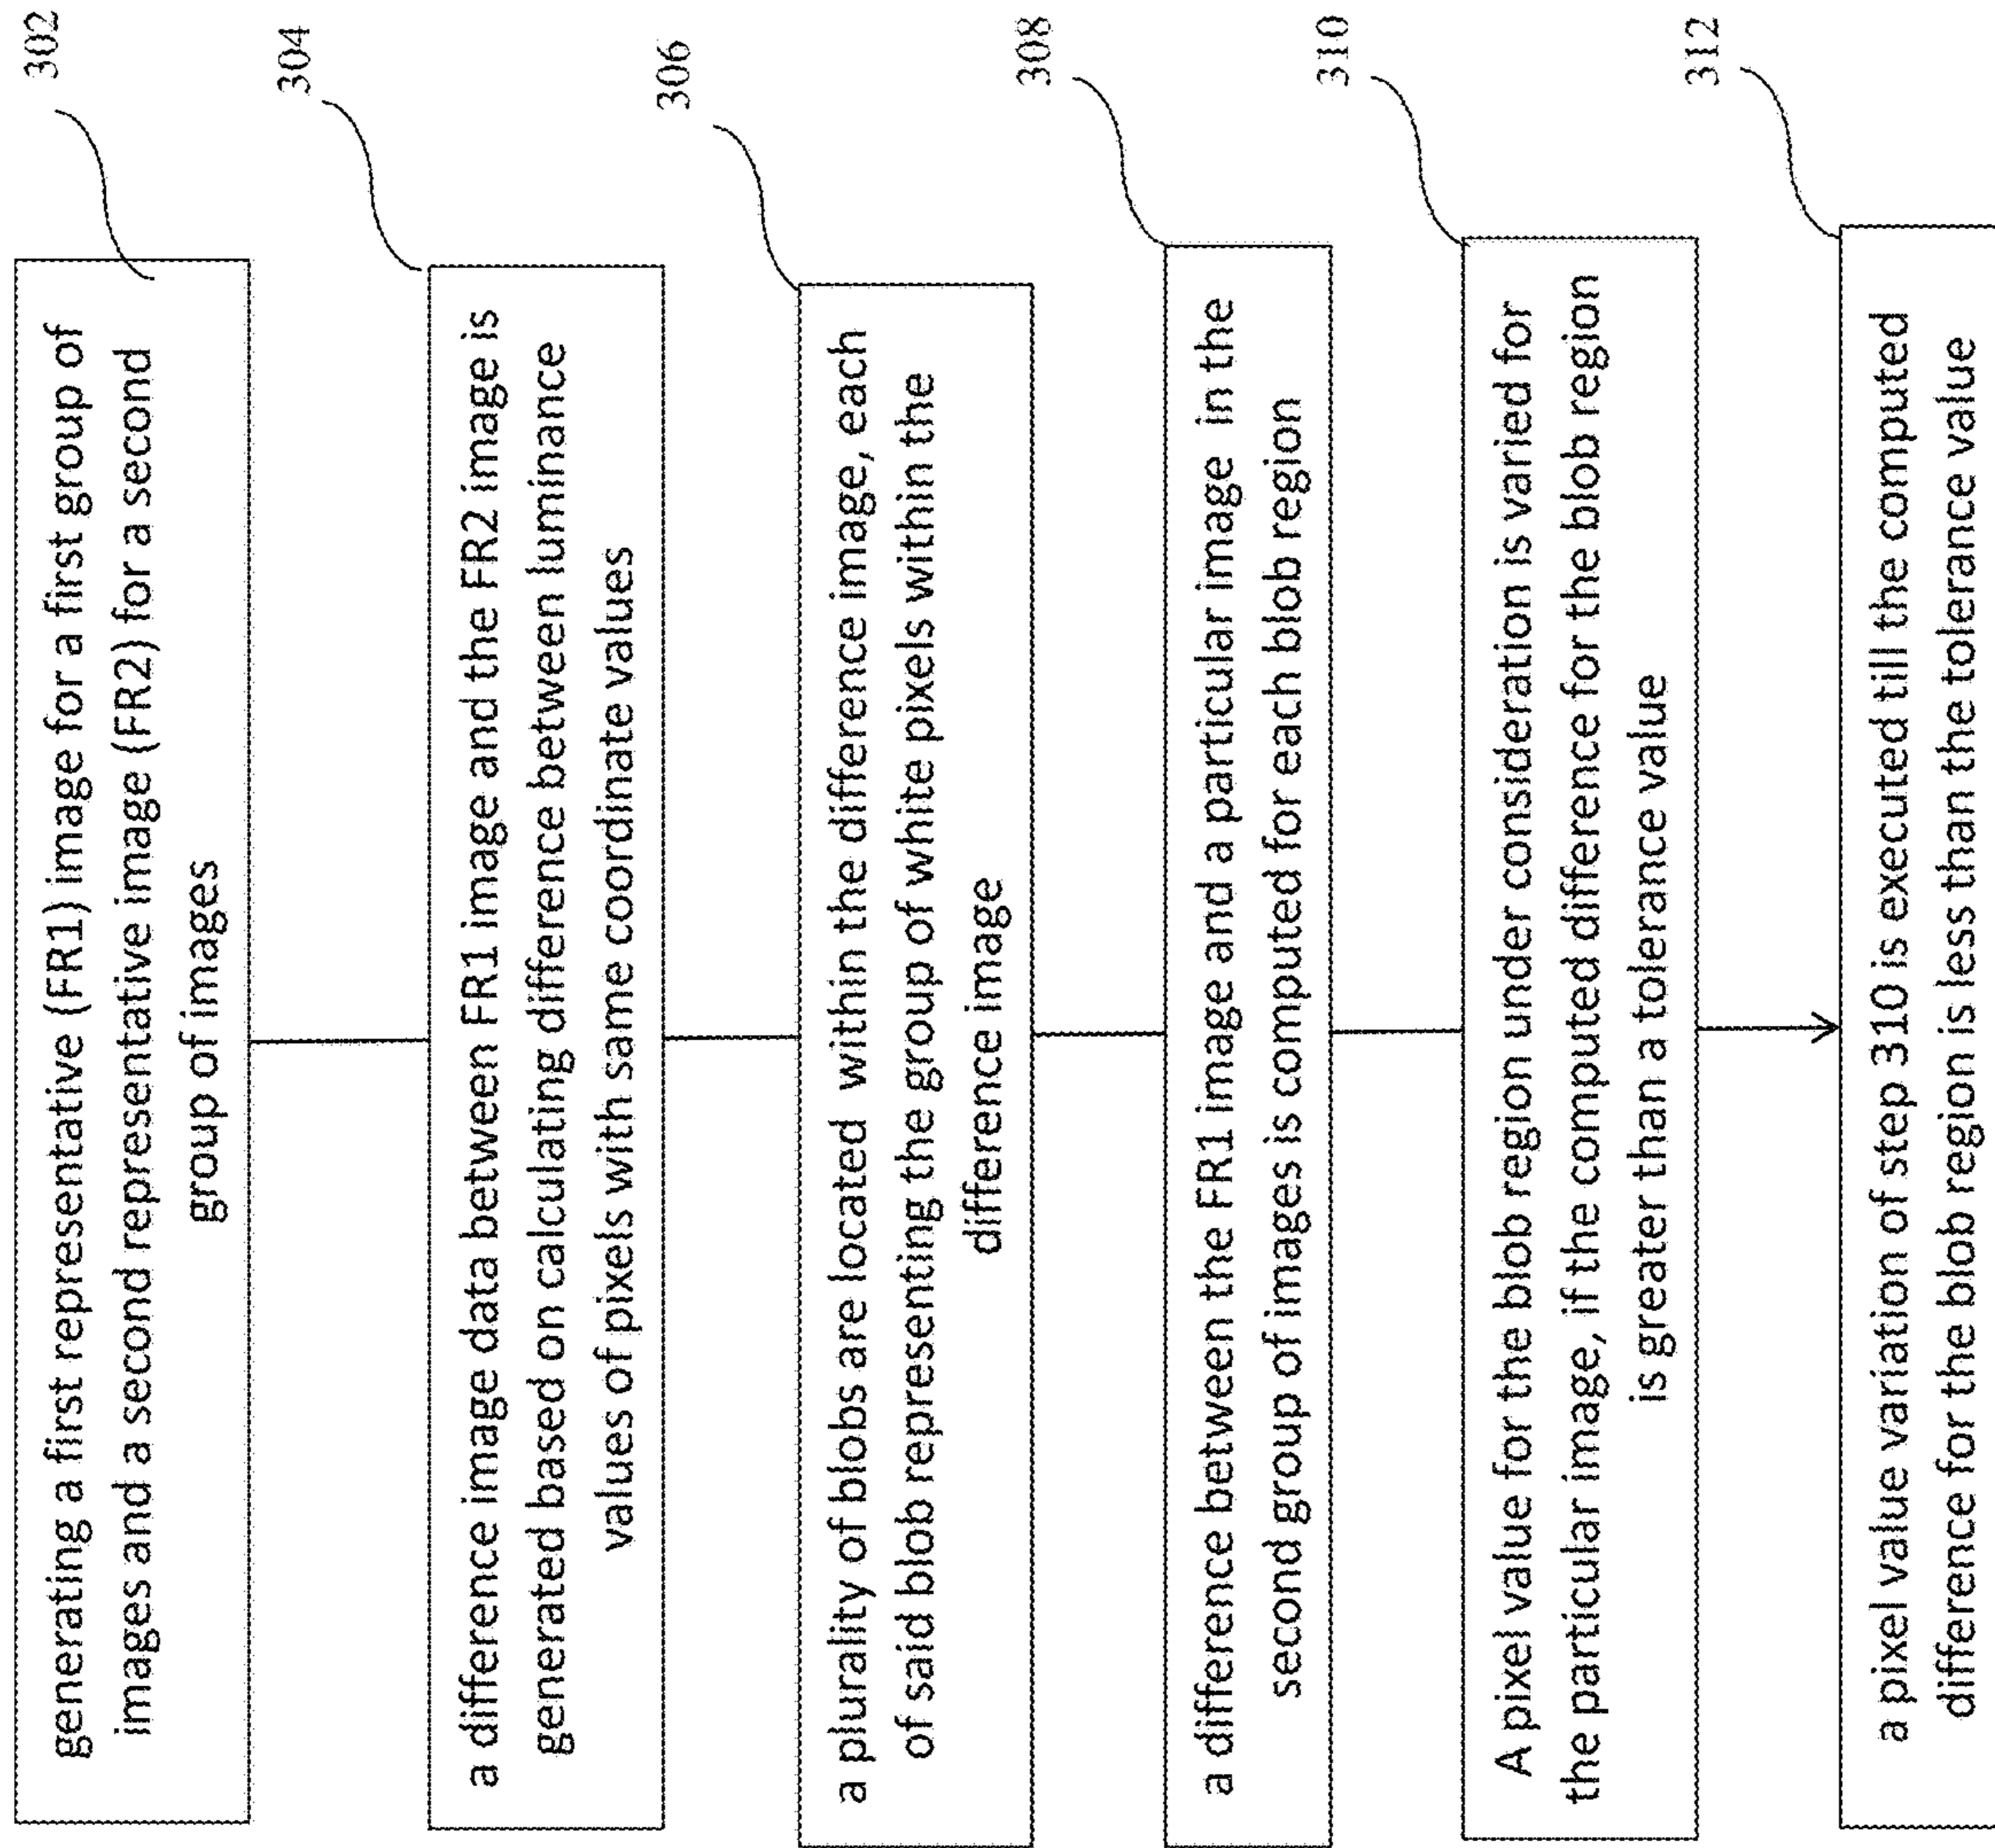 302
generating a first representative (FR1) image for a first group of
images and a second representative image (FR2) for a second
group of images
304
a difference image data between FR1 image and the FR2 image is
generated based on calculating difference between luminance
values of pixels with same coordinate values
306
a plurality of blobs are located within the difference image, each
of said blob representing the group of white pixels within the
difference image
308
a difference between the FR1 image and a particular image in the
second group of images is computed for each blob region
310
A pixel value for the blob region under consideration is varied for
the particular image, if the computed difference for the blob region
is greater than a tolerance value
312
a pixel value variation of step 310 is executed till the computed
difference for the blob region is less than the tolerance value